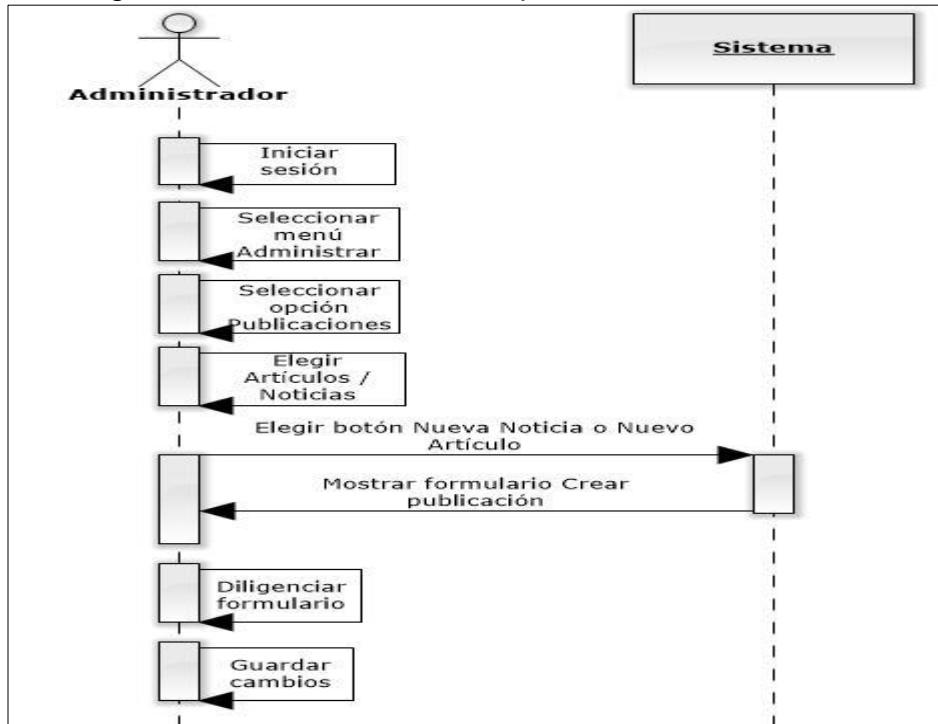 Sistema
Administrador
Iniciar
sesión
Seleccionar
menú
Administrar
Seleccionar
opción
Publicaciones
Elegir
Artículos /
Noticias
Elegir botón Nueva Noticia o Nuevo
Artículo
Mostrar formulario Crear
publicación
Diligenciar
formulario
Guardar
cambios